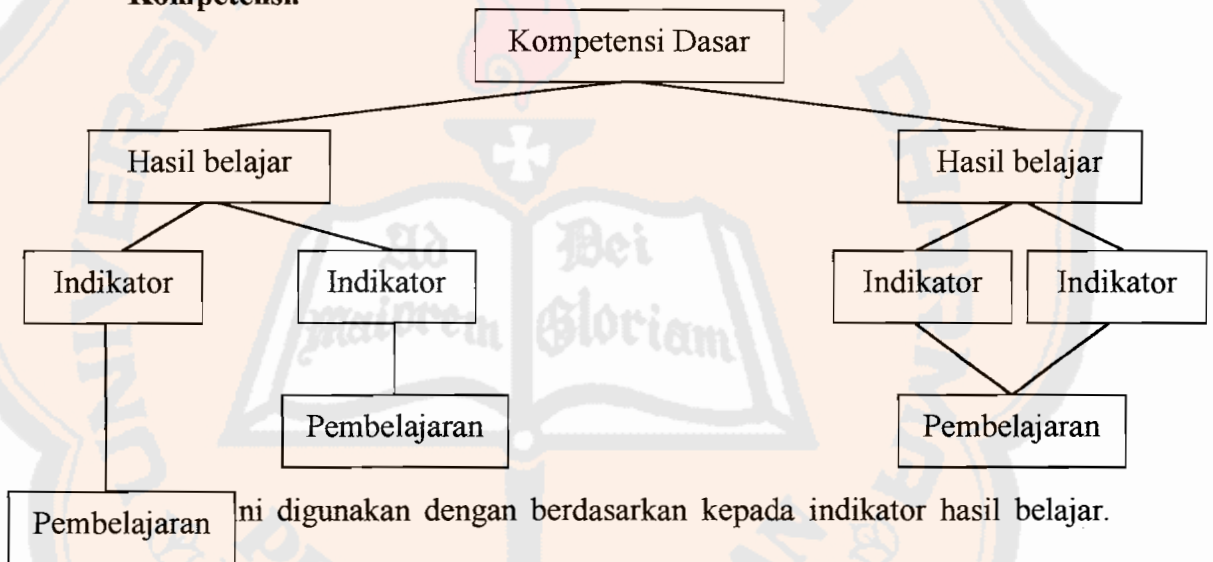 Kompetensi.
Kompetensi Dasar
Hasil belajar Hasil belajar
Indikator Indikator Indikator Indikator
Pembelajaran Pembelajaran
Pembelajaran ni digunakan dengan berdasarkan kepada indikator hasil belajar.
Ad maiorem Dei Gloriam